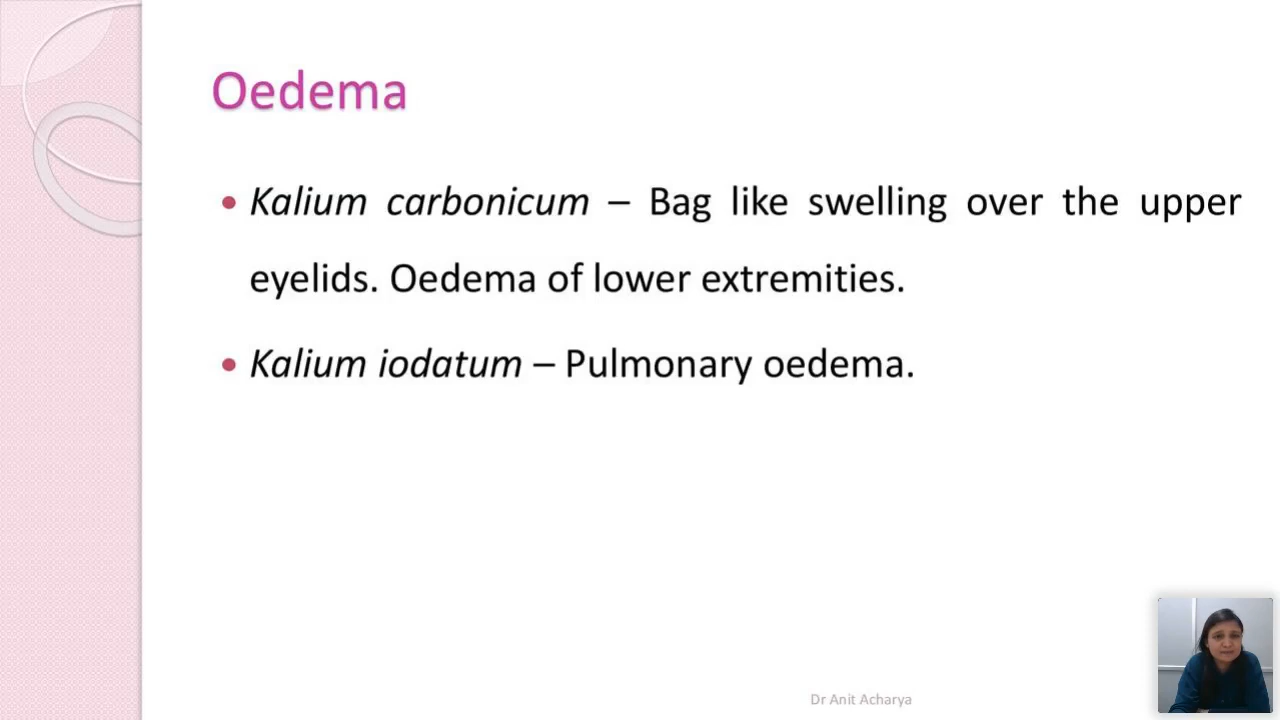 Oedema
• Kalium carbonicum – Bag like swelling over the upper
eyelids. Oedema of lower extremities.
• Kalium iodatum – Pulmonary oedema.
Dr Anit Acharya